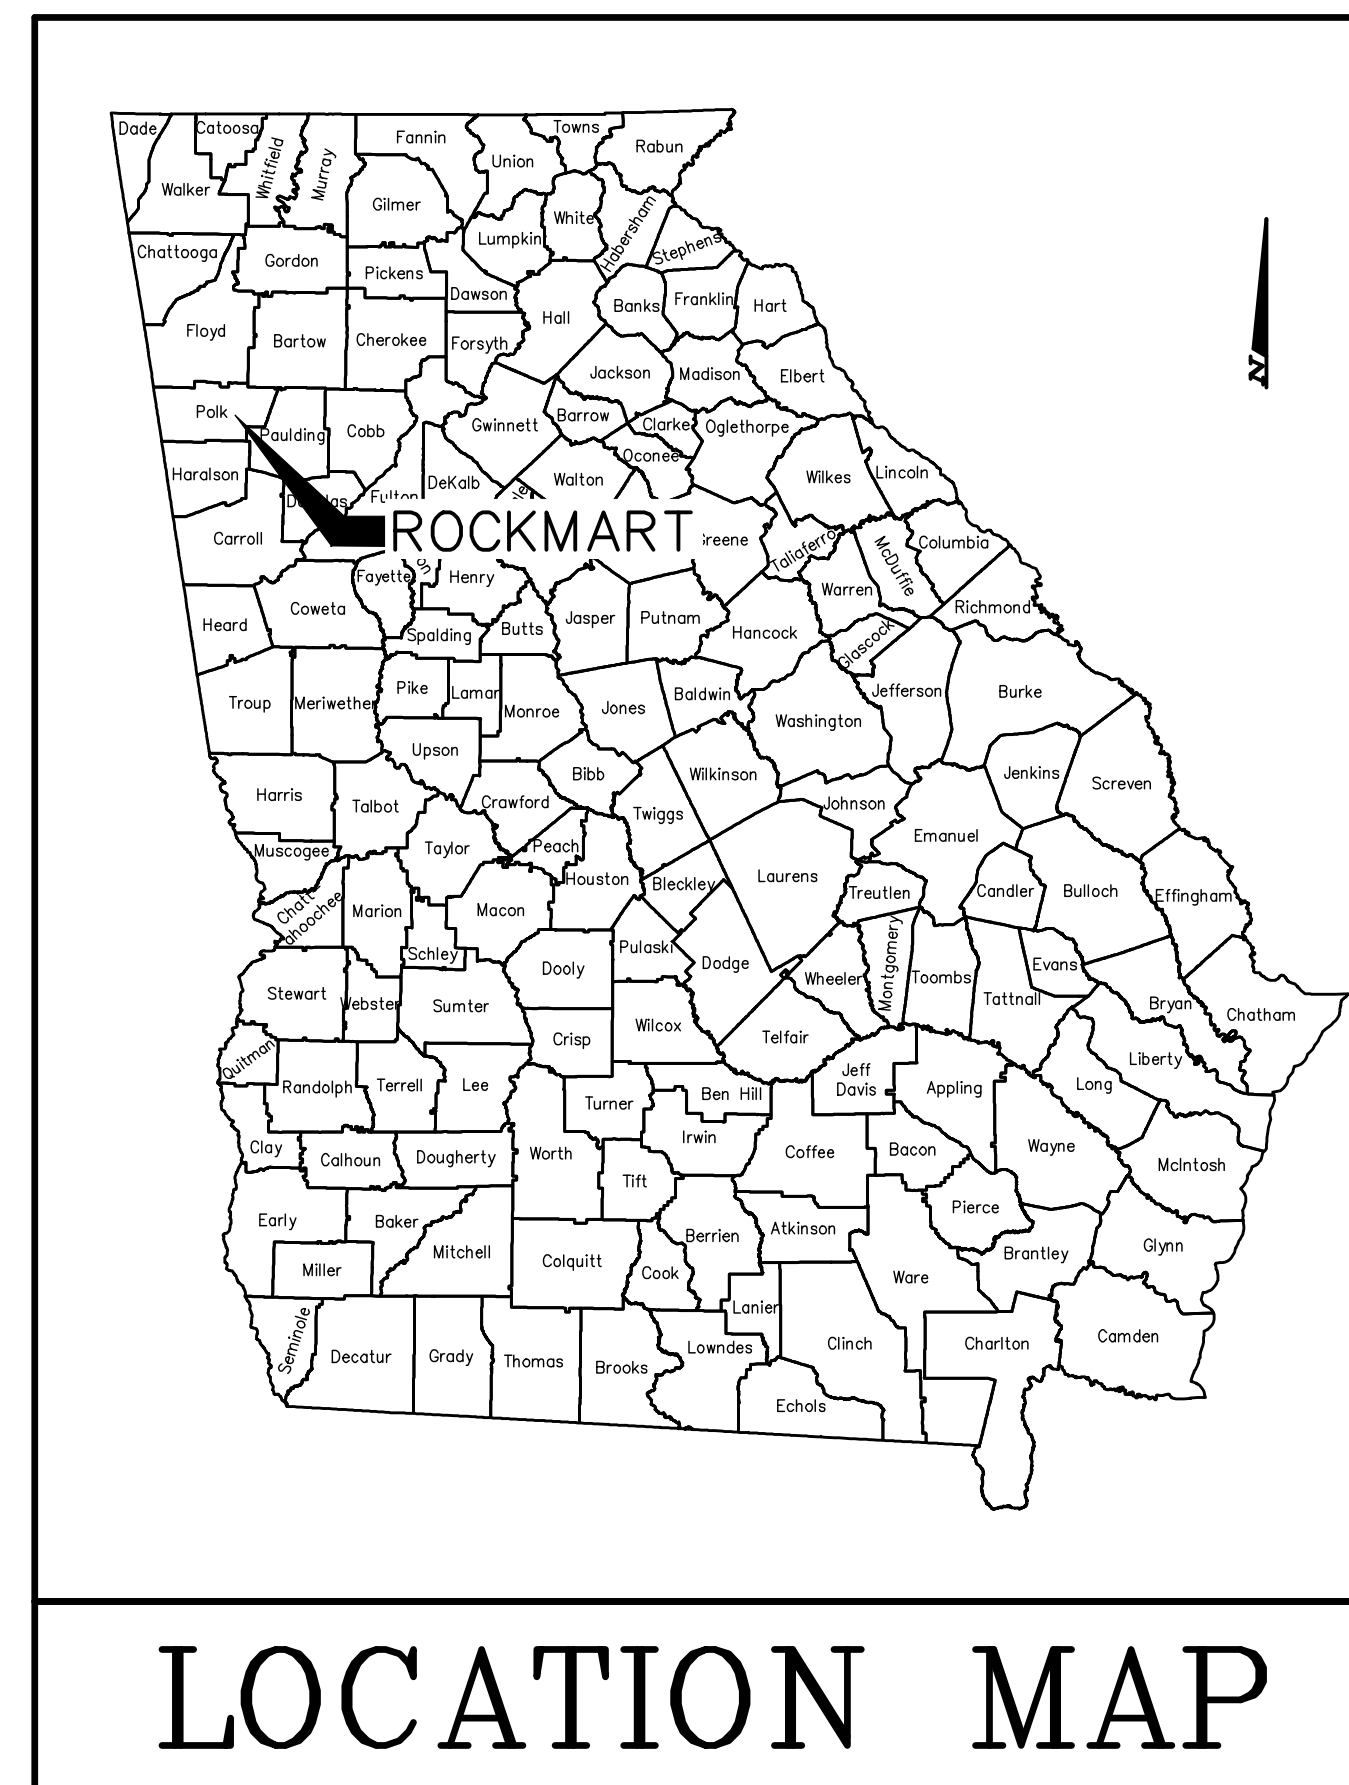 Dade
Catoosa
Whitfield
Murray
Fannin
Union
Towns
Rabun
Walker
Gilmer
White
Habersham
Stephens
Lumpkin
Chattooga
Gordon
Pickens
Dawson
Hall
Banks
Franklin
Hart
Floyd
Bartow
Cherokee
Forsyth
Jackson
Madison
Elbert
Polk
Paulding
Cobb
Gwinnett
Barrow
Clarke
Oglethorpe
Oconee
Haralson
DeKalb
Walton
Wilkes
Lincoln
Fulton
Carroll
ROCKMART
Taliaferro
McDuffie
Columbia
Fayette
Henry
Warren
Richmond
Heard
Coweta
Spalding
Butts
Jasper
Putnam
Hancock
Glascock
Troup
Meriwether
Pike
Lamar
Monroe
Jones
Baldwin
Washington
Jefferson
Burke
Upson
Bibb
Wilkinson
Jenkins
Screven
Harris
Talbot
Crawford
Twiggs
Johnson
Emanuel
Muscogee
Taylor
Peach
Houston
Bleckley
Laurens
Treutlen
Candler
Bulloch
Effingham
Chatt
ahoochee
Marion
Macon
Schley
Pulaski
Dodge
Wheeler
Montgomery
Toombs
Tattnall
Evans
Bryan
Chatham
Stewart
Webster
Sumter
Dooly
Crisp
Wilcox
Telfair
Liberty
Quitman
Randolph
Terrell
Lee
Turner
Ben Hill
Jeff
Davis
Appling
Long
Clay
Calhoun
Dougherty
Worth
Irwin
Tift
Coffee
Bacon
Wayne
McIntosh
Early
Baker
Mitchell
Miller
Colquitt
Cook
Berrien
Atkinson
Pierce
Brantley
Glynn
Ware
Lanier
Seminole
Decatur
Grady
Thomas
Brooks
Lowndes
Clinch
Echols
Charlton
Camden
N
LOCATION MAP